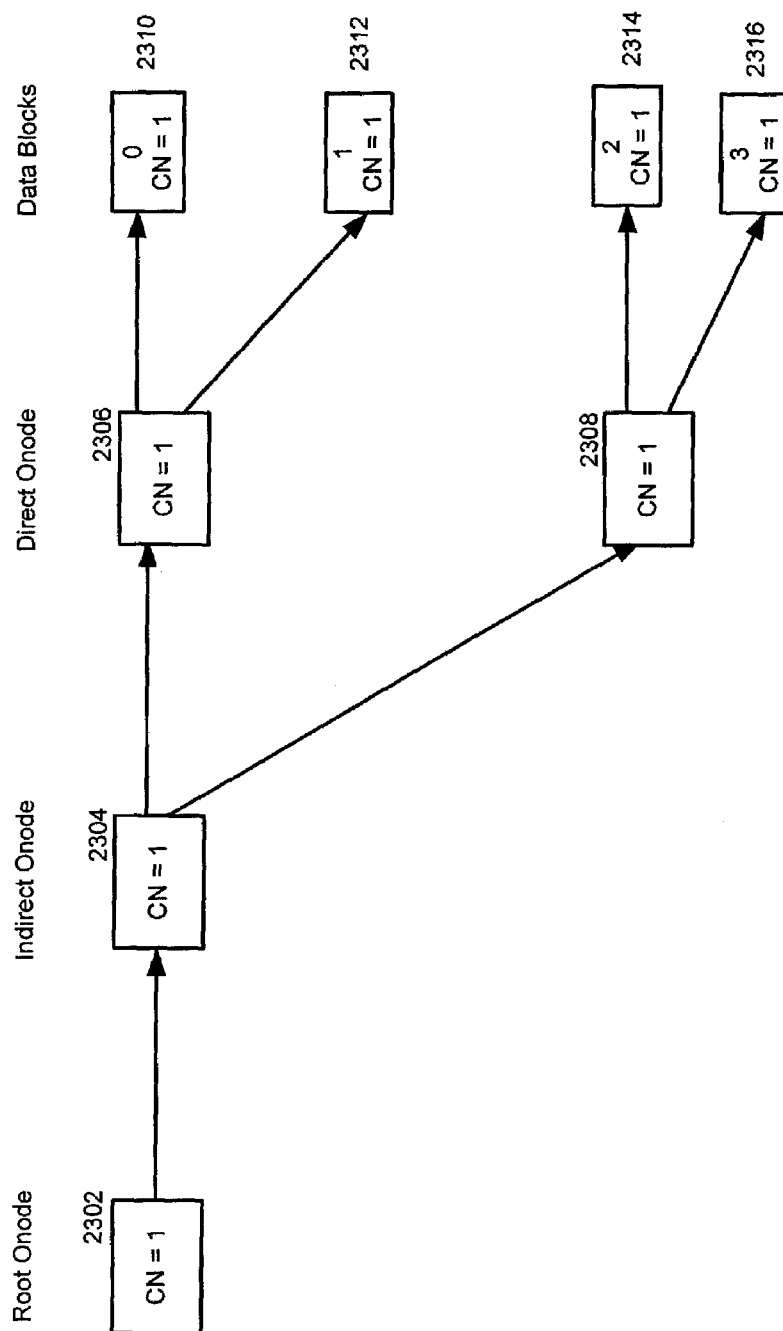 Root Onode
Indirect Onode
Direct Onode
Data Blocks
2302
CN = 1
2304
CN = 1
2306
CN = 1
2308
CN = 1
0
CN = 1
2310
1
CN = 1
2312
2
CN = 1
2314
3
CN = 1
2316